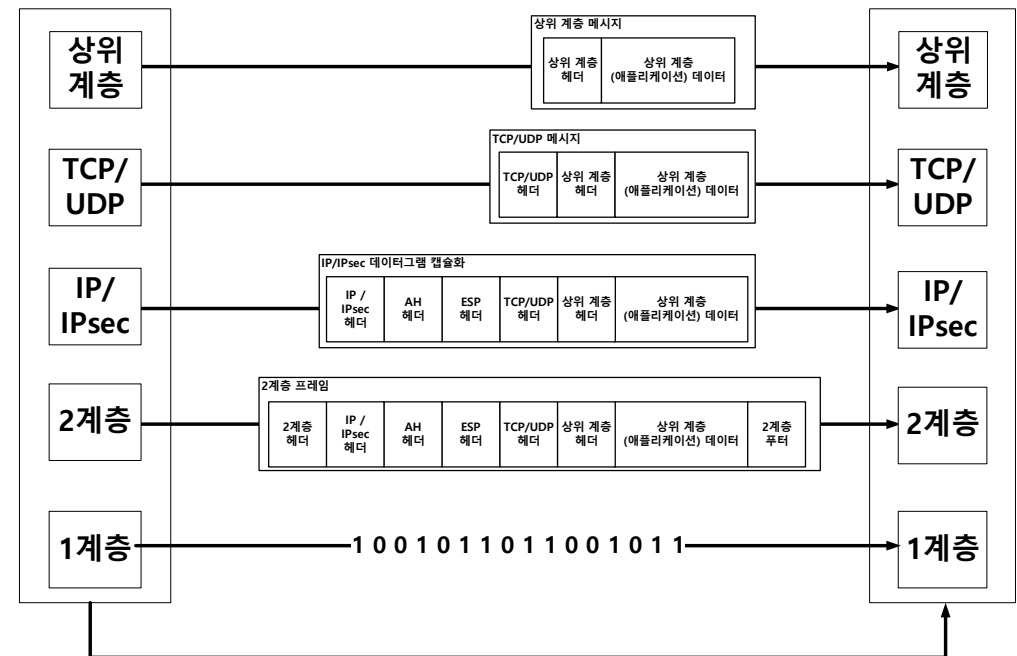 상위 계층 메시지
상위
계층
상위 계층
헤더
상위 계층
(애플리케이션) 데이터
상위
계층
TCP/UDP 메시지
TCP/
UDP
TCP/UDP
헤더
상위 계층
헤더
상위 계층
(애플리케이션) 데이터
TCP/
UDP
IP/IPsec 데이터그램 캡슐화
IP/
IPsec
IP /
IPsec
헤더
AH
헤더
ESP
헤더
TCP/UDP
헤더
상위 계층
헤더
상위 계층
(애플리케이션) 데이터
IP/
IPsec
2계층 프레임
2계층
2계층
헤더
IP /
IPsec
헤더
AH
헤더
ESP
헤더
TCP/UDP
헤더
상위 계층
헤더
상위 계층
(애플리케이션) 데이터
2계층
푸터
2계층
1계층
1 0 0 1 0 1 1 0 1 1 0 0 1 0 1 1
1계층